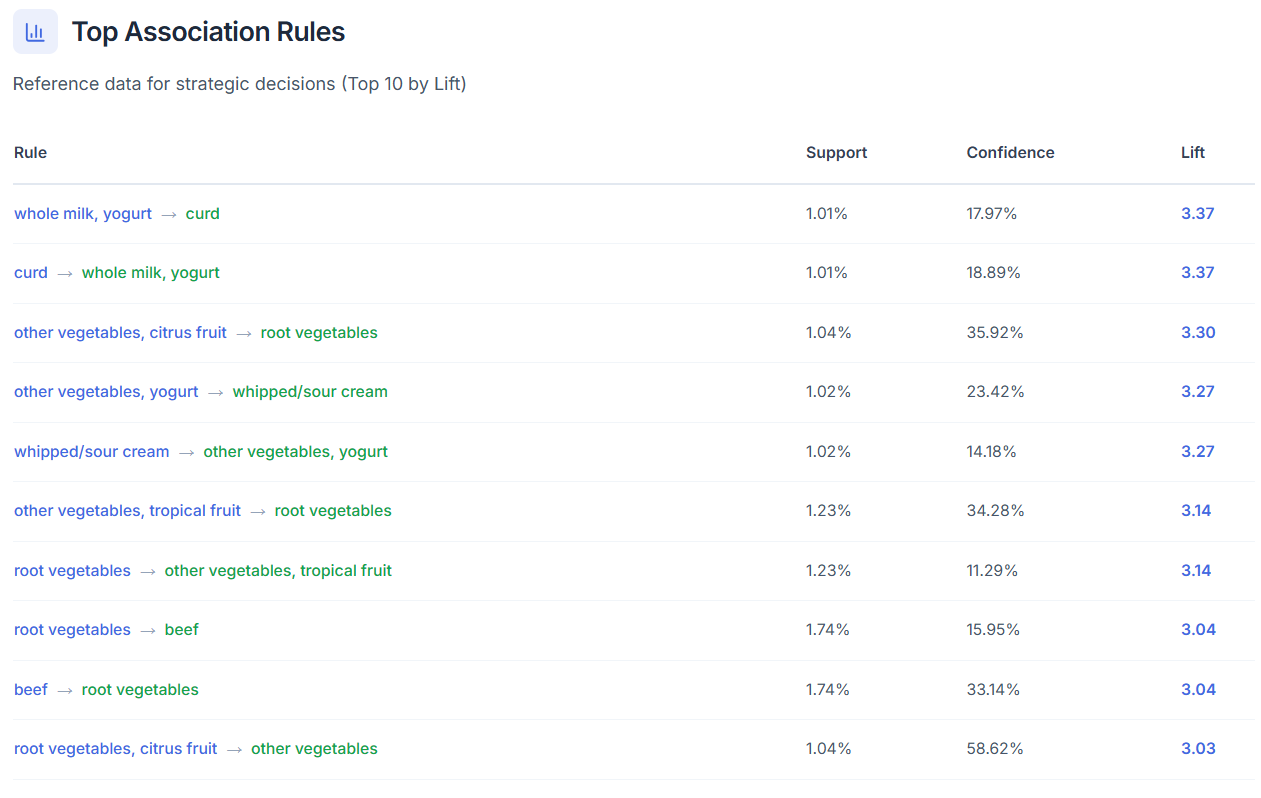 Top Association Rules
Reference data for strategic decisions (Top 10 by Lift)
Rule Support Confidence Lift
whole milk, yogurt → curd 1.01% 17.97% 3.37
curd → whole milk, yogurt 1.01% 18.89% 3.37
other vegetables, citrus fruit → root vegetables 1.04% 35.92% 3.30
other vegetables, yogurt → whipped/sour cream 1.02% 23.42% 3.27
whipped/sour cream → other vegetables, yogurt 1.02% 14.18% 3.27
other vegetables, tropical fruit → root vegetables 1.23% 34.28% 3.14
root vegetables → other vegetables, tropical fruit 1.23% 11.29% 3.14
root vegetables → beef 1.74% 15.95% 3.04
beef → root vegetables 1.74% 33.14% 3.04
root vegetables, citrus fruit → other vegetables 1.04% 58.62% 3.03